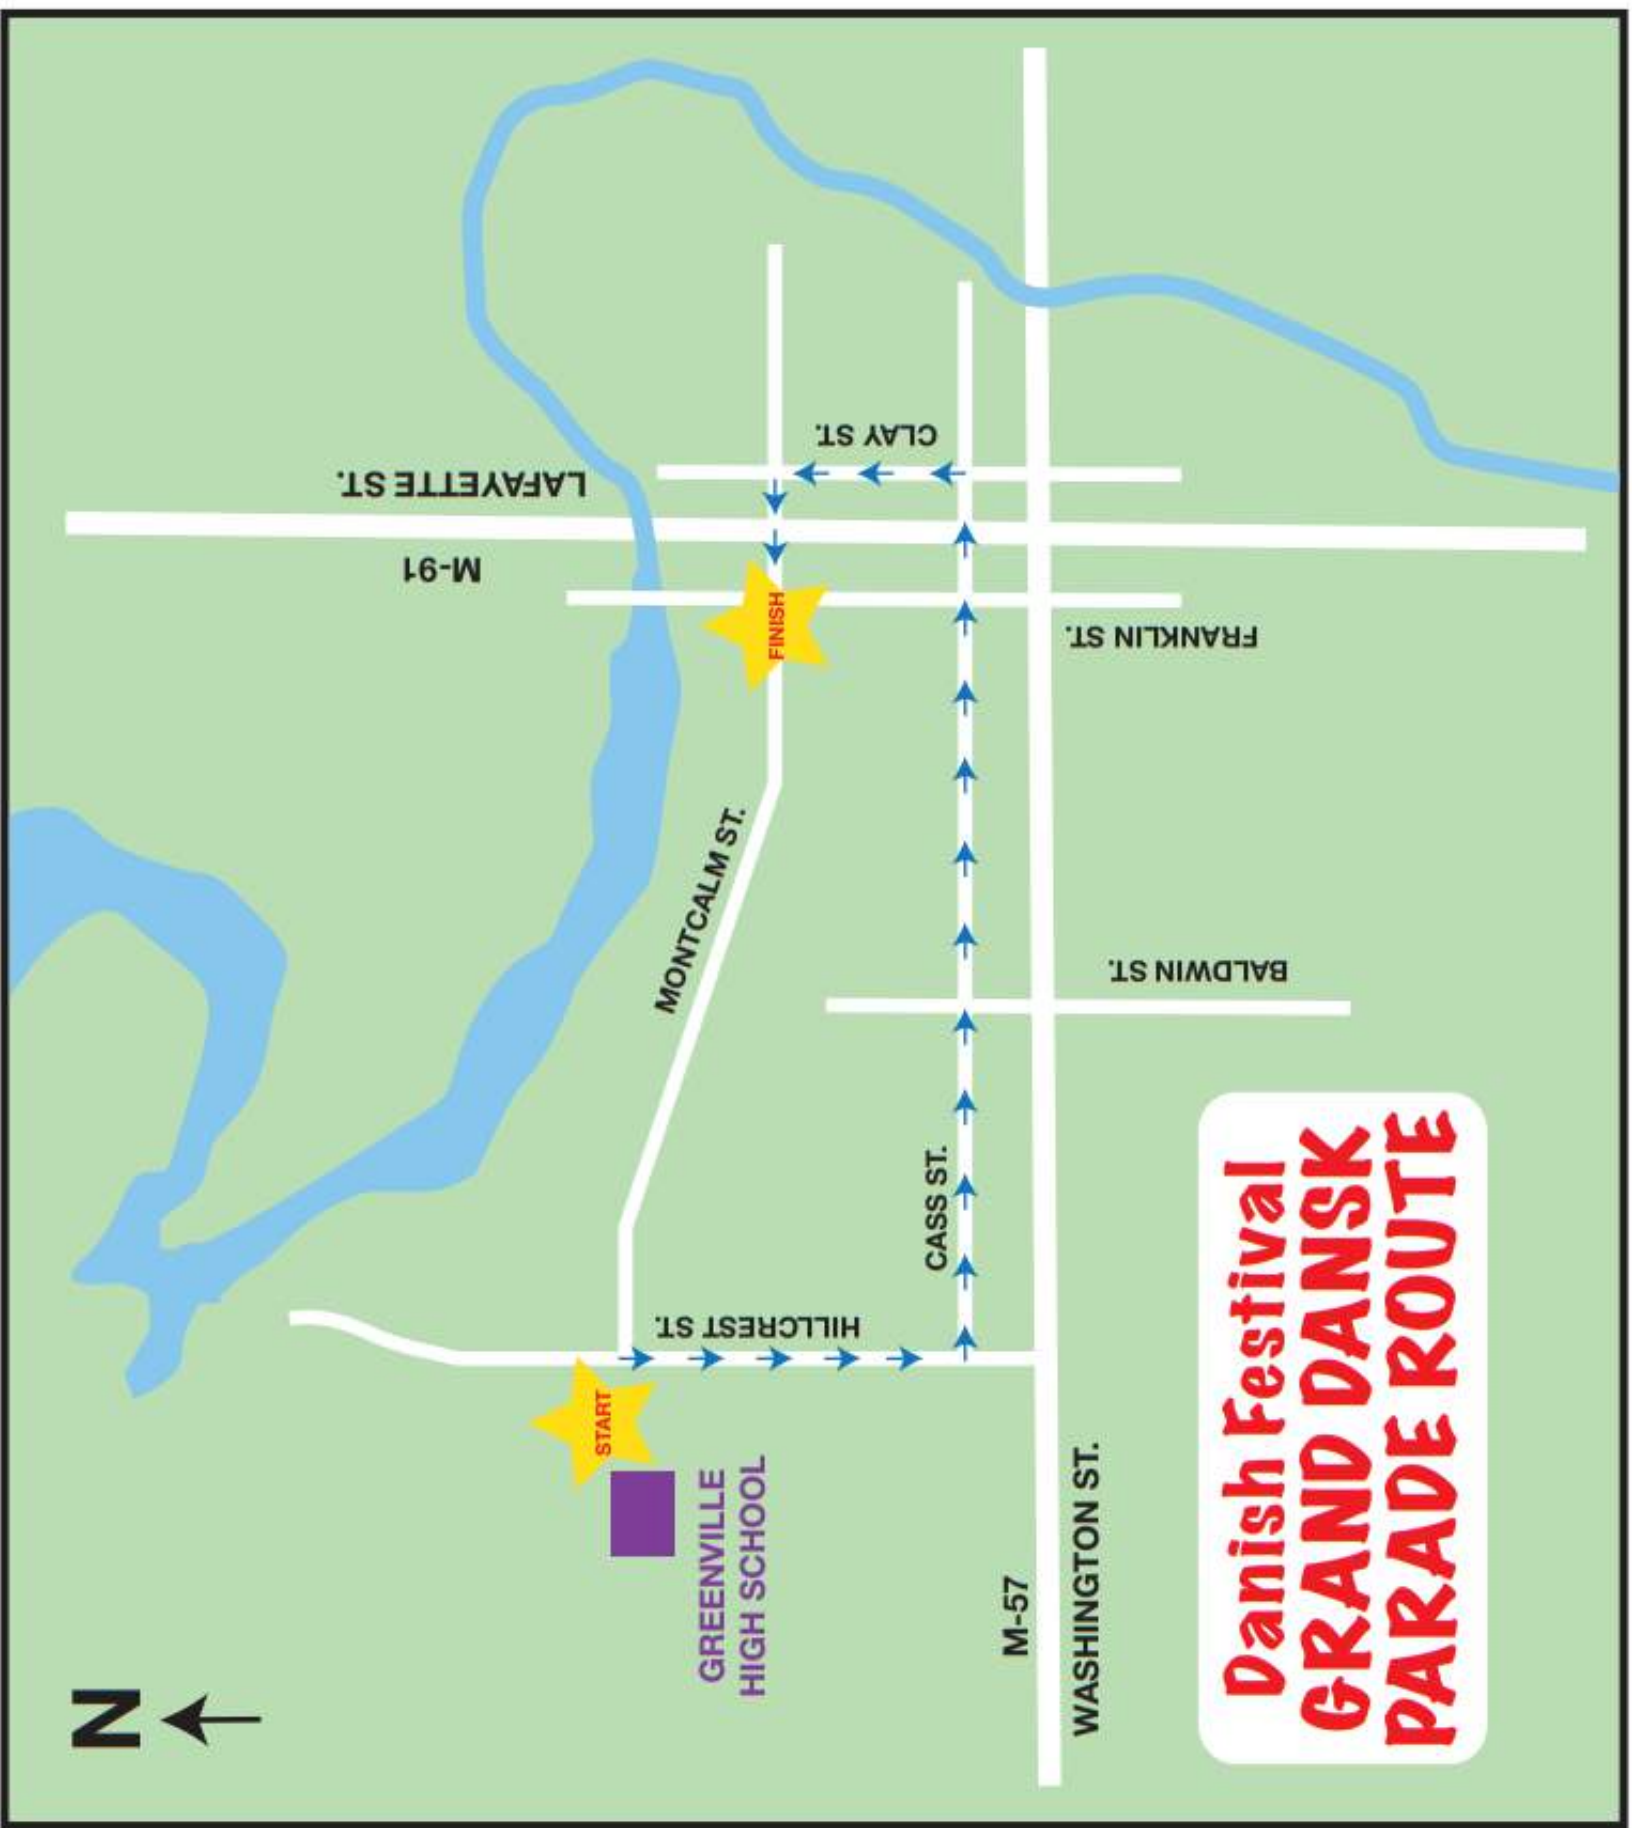 N
LAFAYETTE ST.
M-91
CLAY ST.
START
FINISH
MONTCALM ST.
HILLCREST ST.
GREENVILLE
HIGH SCHOOL
CASS ST.
M-57
WASHINGTON ST.
BALDWIN ST.
FRANKLIN ST.
Danish Festival
GRAND DANSK
PARADE ROUTE